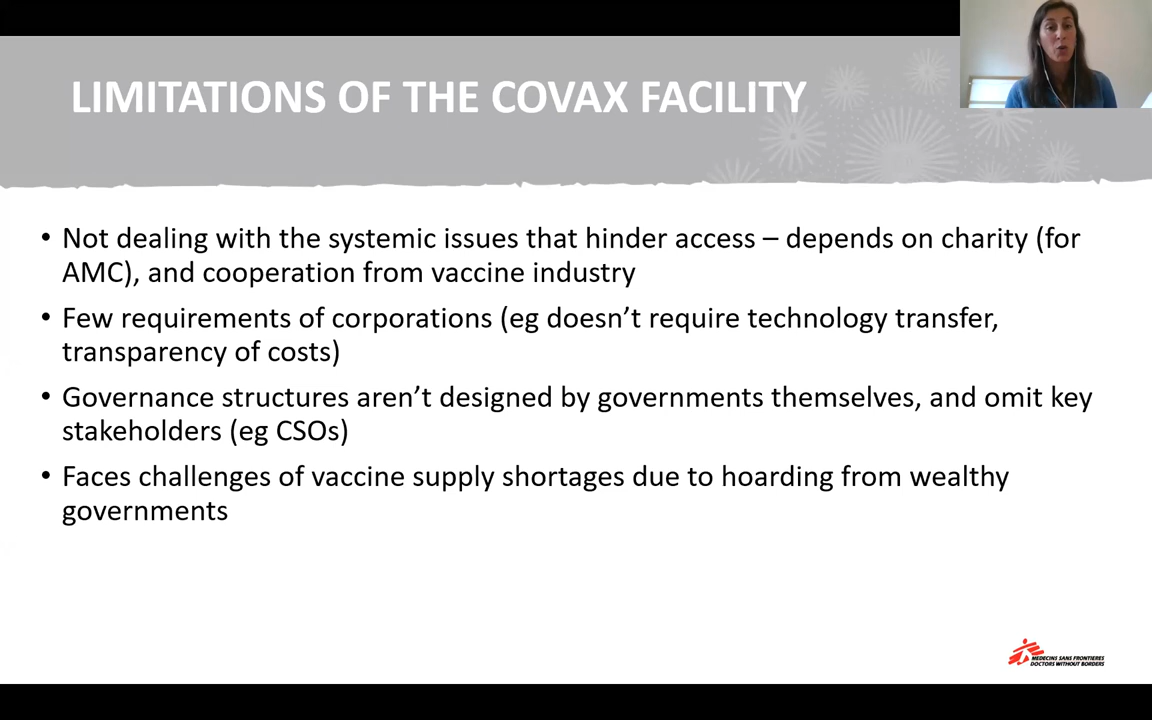 LIMITATIONS OF THE COVAX FACILITY
• Not dealing with the systemic issues that hinder access – depends on charity (for
AMC), and cooperation from vaccine industry
• Few requirements of corporations (eg doesn’t require technology transfer,
transparency of costs)
• Governance structures aren’t designed by governments themselves, and omit key
stakeholders (eg CSOs)
• Faces challenges of vaccine supply shortages due to hoarding from wealthy
governments
MEDECINS SANS FRONTIERES
DOCTORS WITHOUT BORDERS